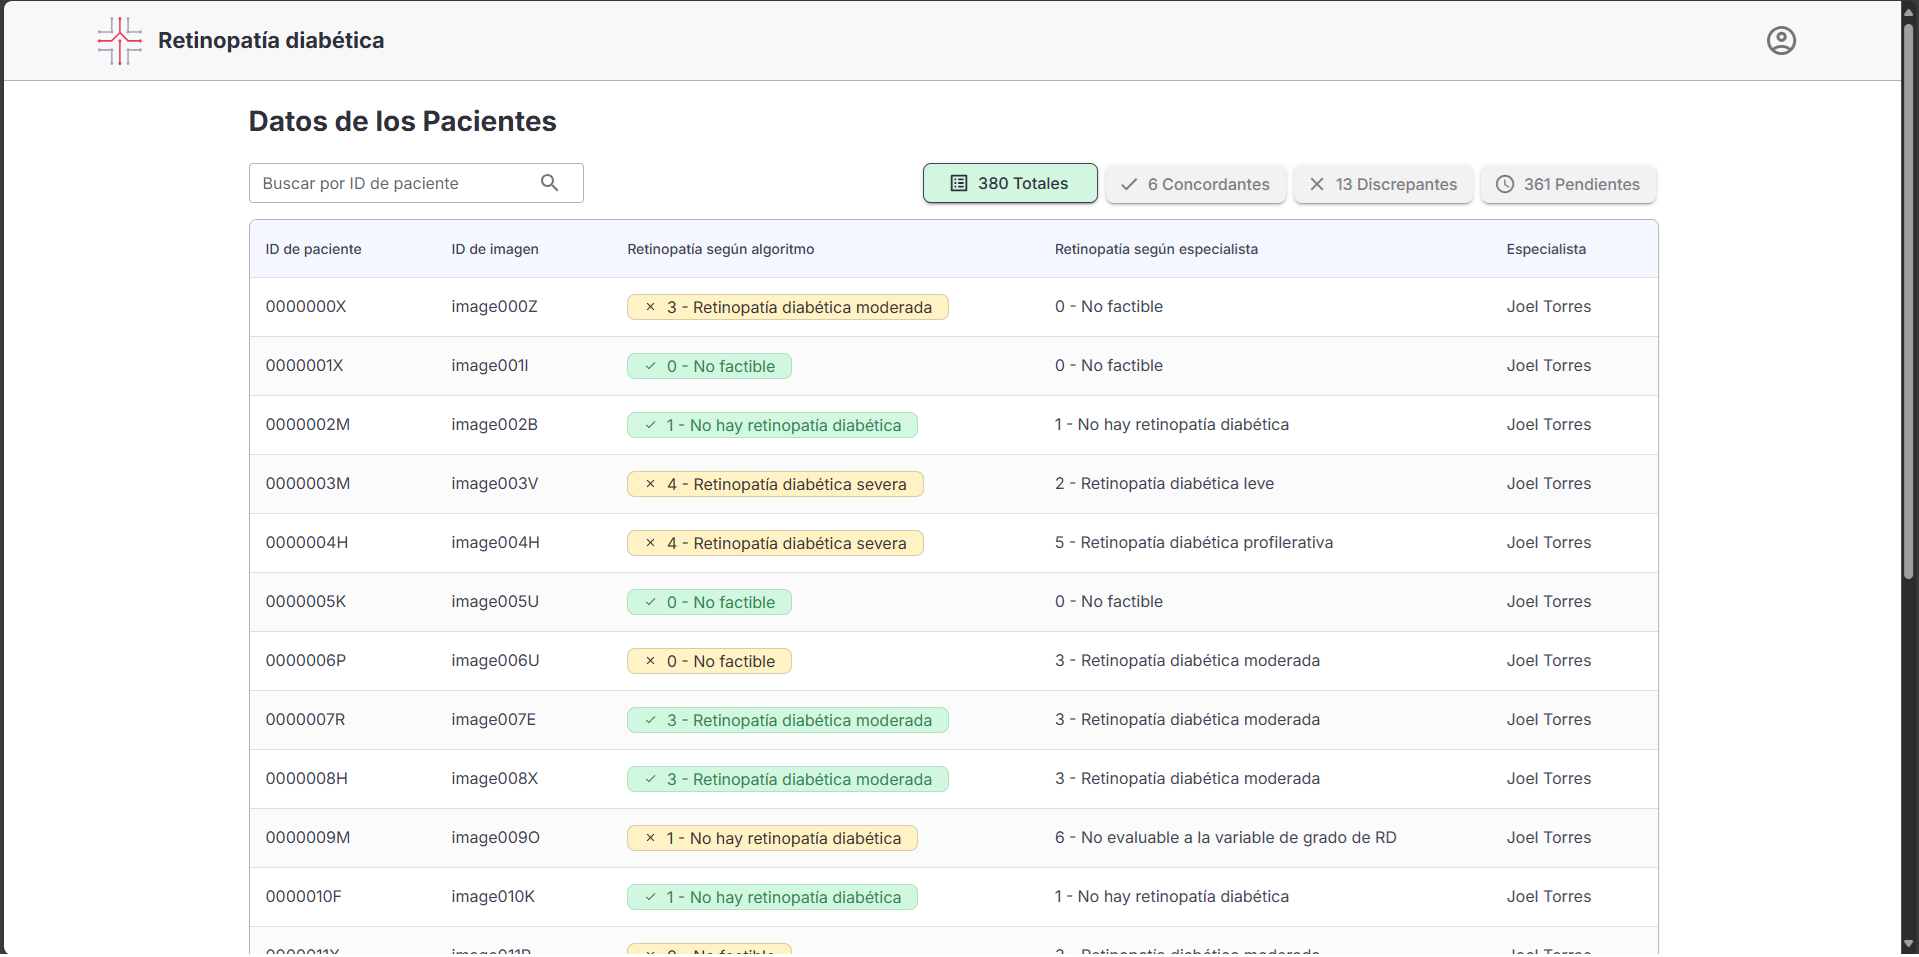 Retinopatía diabética
Datos de los Pacientes
Buscar por ID de paciente
380 Totales
6 Concordantes
13 Discrepantes
361 Pendientes
ID de paciente ID de imagen Retinopatía según algoritmo Retinopatía según especialista Especialista
0000000X image000Z 3 - Retinopatía diabética moderada 0 - No factible Joel Torres
0000001X image001I 0 - No factible 0 - No factible Joel Torres
0000002M image002B 1 - No hay retinopatía diabética 1 - No hay retinopatía diabética Joel Torres
0000003M image003V 4 - Retinopatía diabética severa 2 - Retinopatía diabética leve Joel Torres
0000004H image004H 4 - Retinopatía diabética severa 5 - Retinopatía diabética profilerativa Joel Torres
0000005K image005U 0 - No factible 0 - No factible Joel Torres
0000006P image006U 0 - No factible 3 - Retinopatía diabética moderada Joel Torres
0000007R image007E 3 - Retinopatía diabética moderada 3 - Retinopatía diabética moderada Joel Torres
0000008H image008X 3 - Retinopatía diabética moderada 3 - Retinopatía diabética moderada Joel Torres
0000009M image009O 1 - No hay retinopatía diabética 6 - No evaluable a la variable de grado de RD Joel Torres
0000010F image010K 1 - No hay retinopatía diabética 1 - No hay retinopatía diabética Joel Torres
- No factible - Retinopatía diabética moderada Joel Torres